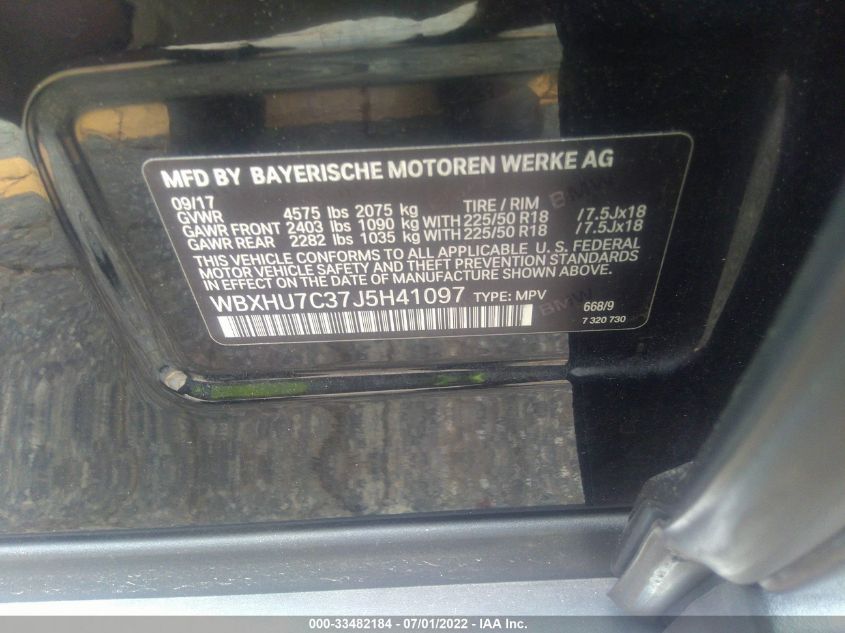 MFD BY BAYERISCHE MOTOREN WERKE AG
09/17 TIRE / RIM
GVWR 4575 lbs 2075 kg
GAWR FRONT 2403 lbs 1090 kg WITH 225/50 R18 /7.5Jx18
GAWR REAR 2282 lbs 1035 kg WITH 225/50 R18 /7.5Jx18
THIS VEHICLE CONFORMS TO ALL APPLICABLE U. S. FEDERAL
MOTOR VEHICLE SAFETY AND THEFT PREVENTION STANDARDS
IN EFFECT ON THE DATE OF MANUFACTURE SHOWN ABOVE.
WBXHU7C37J5H41097 TYPE: MPV
668/9
7 320 730
BMW
BMW
000-33482184 - 07/01/2022 - IAA Inc.